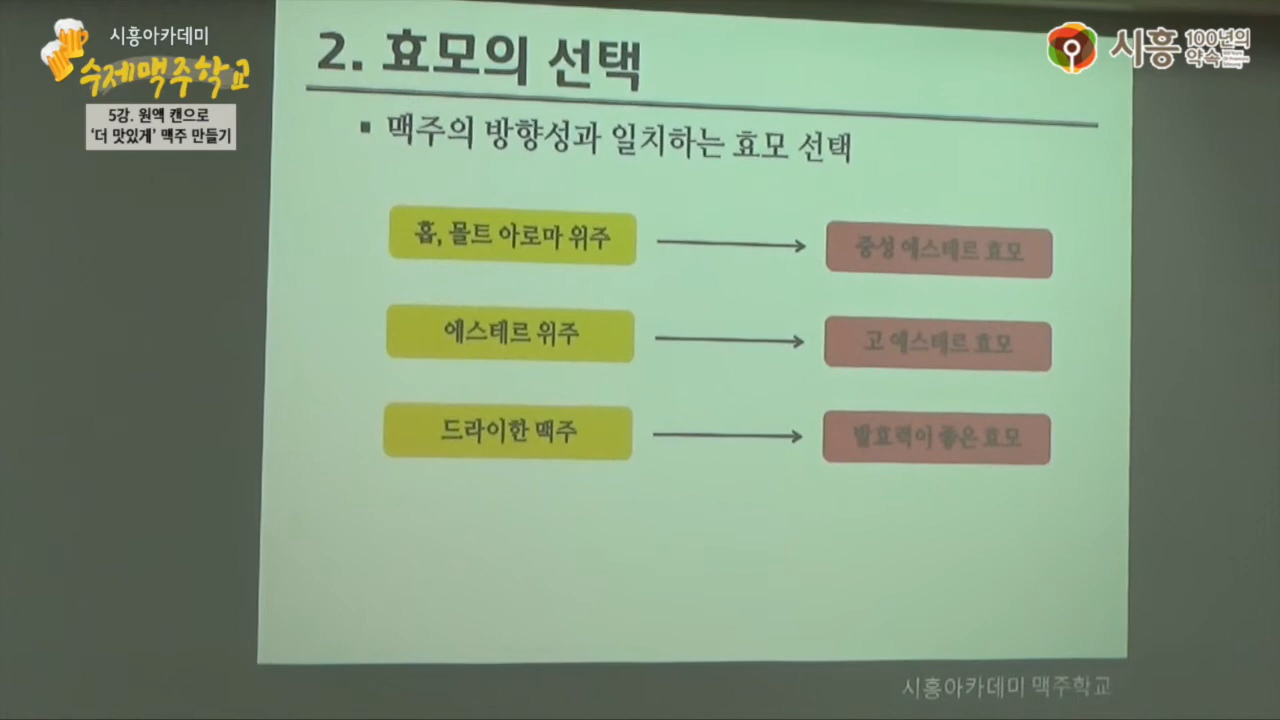 시흥아카데미
수제맥주학교
5강. 원액 캔으로
'더 맛있게' 맥주 만들기
시흥 100년의
약속
2. 효모의 선택
▪ 맥주의 방향성과 일치하는 효모 선택
홉, 몰트 아로마 위주
중성 에스테르 효모
에스테르 위주
고 에스테르 효모
드라이한 맥주
발효력이 좋은 효모
시흥아카데미 맥주학교